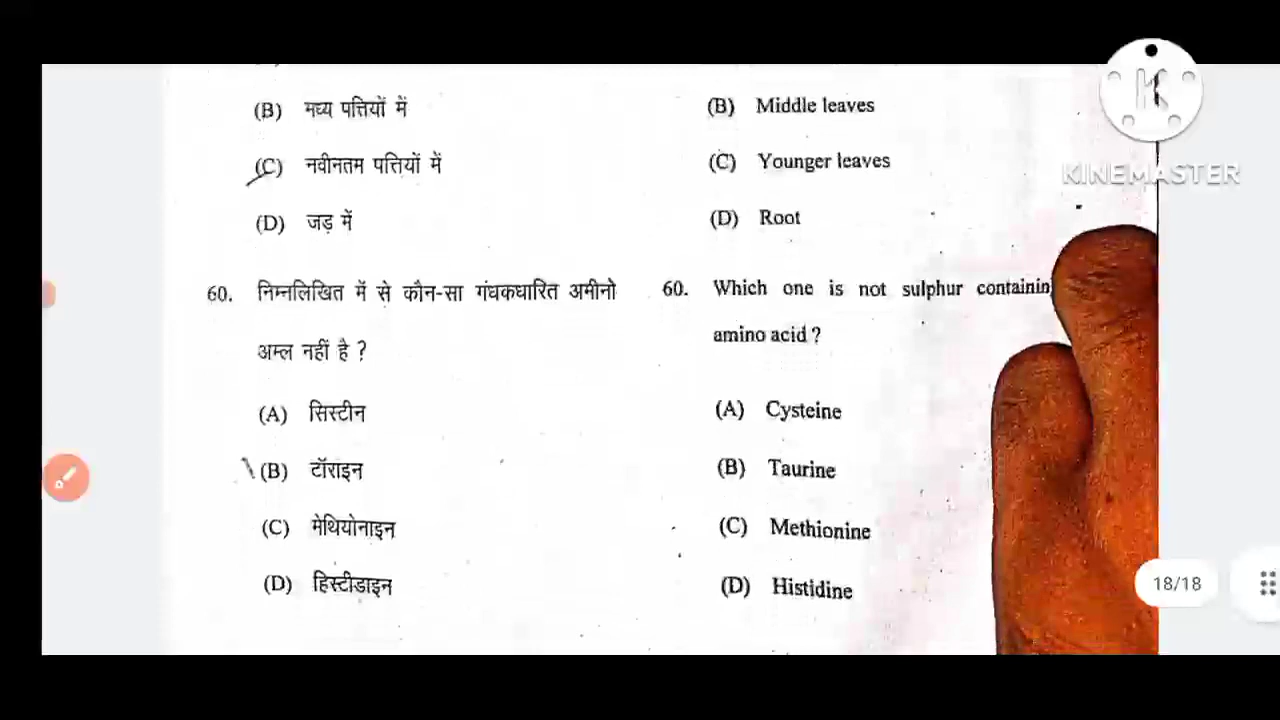 (B) मध्य पत्तियों में
(C) नवीनतम पत्तियों में
(D) जड़ में
60. निम्नलिखित में से कौन-सा गंधकधारित अमीनो
अम्ल नहीं है ?
(A) सिस्टीन
(B) टॉराइन
(C) मेथियोनाइन
(D) हिस्टीडाइन
(B) Middle leaves
(C) Younger leaves
(D) Root
60. Which one is not sulphur containin
amino acid ?
(A) Cysteine
(B) Taurine
(C) Methionine
(D) Histidine
KINEMASTER
18/18